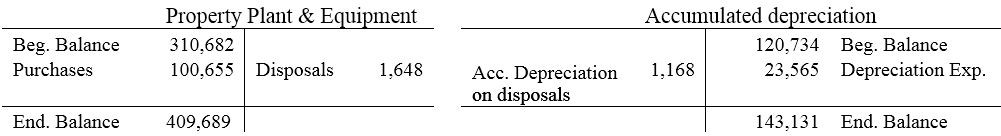 Property Plant & Equipment Accumulated depreciation
Beg. Balance 310,682 120,734 Beg. Balance
Purchases 100,655 Disposals 1,648 Acc. Depreciation 1,168 23,565 Depreciation Exp.
on disposals
End. Balance 409,689 143,131 End. Balance